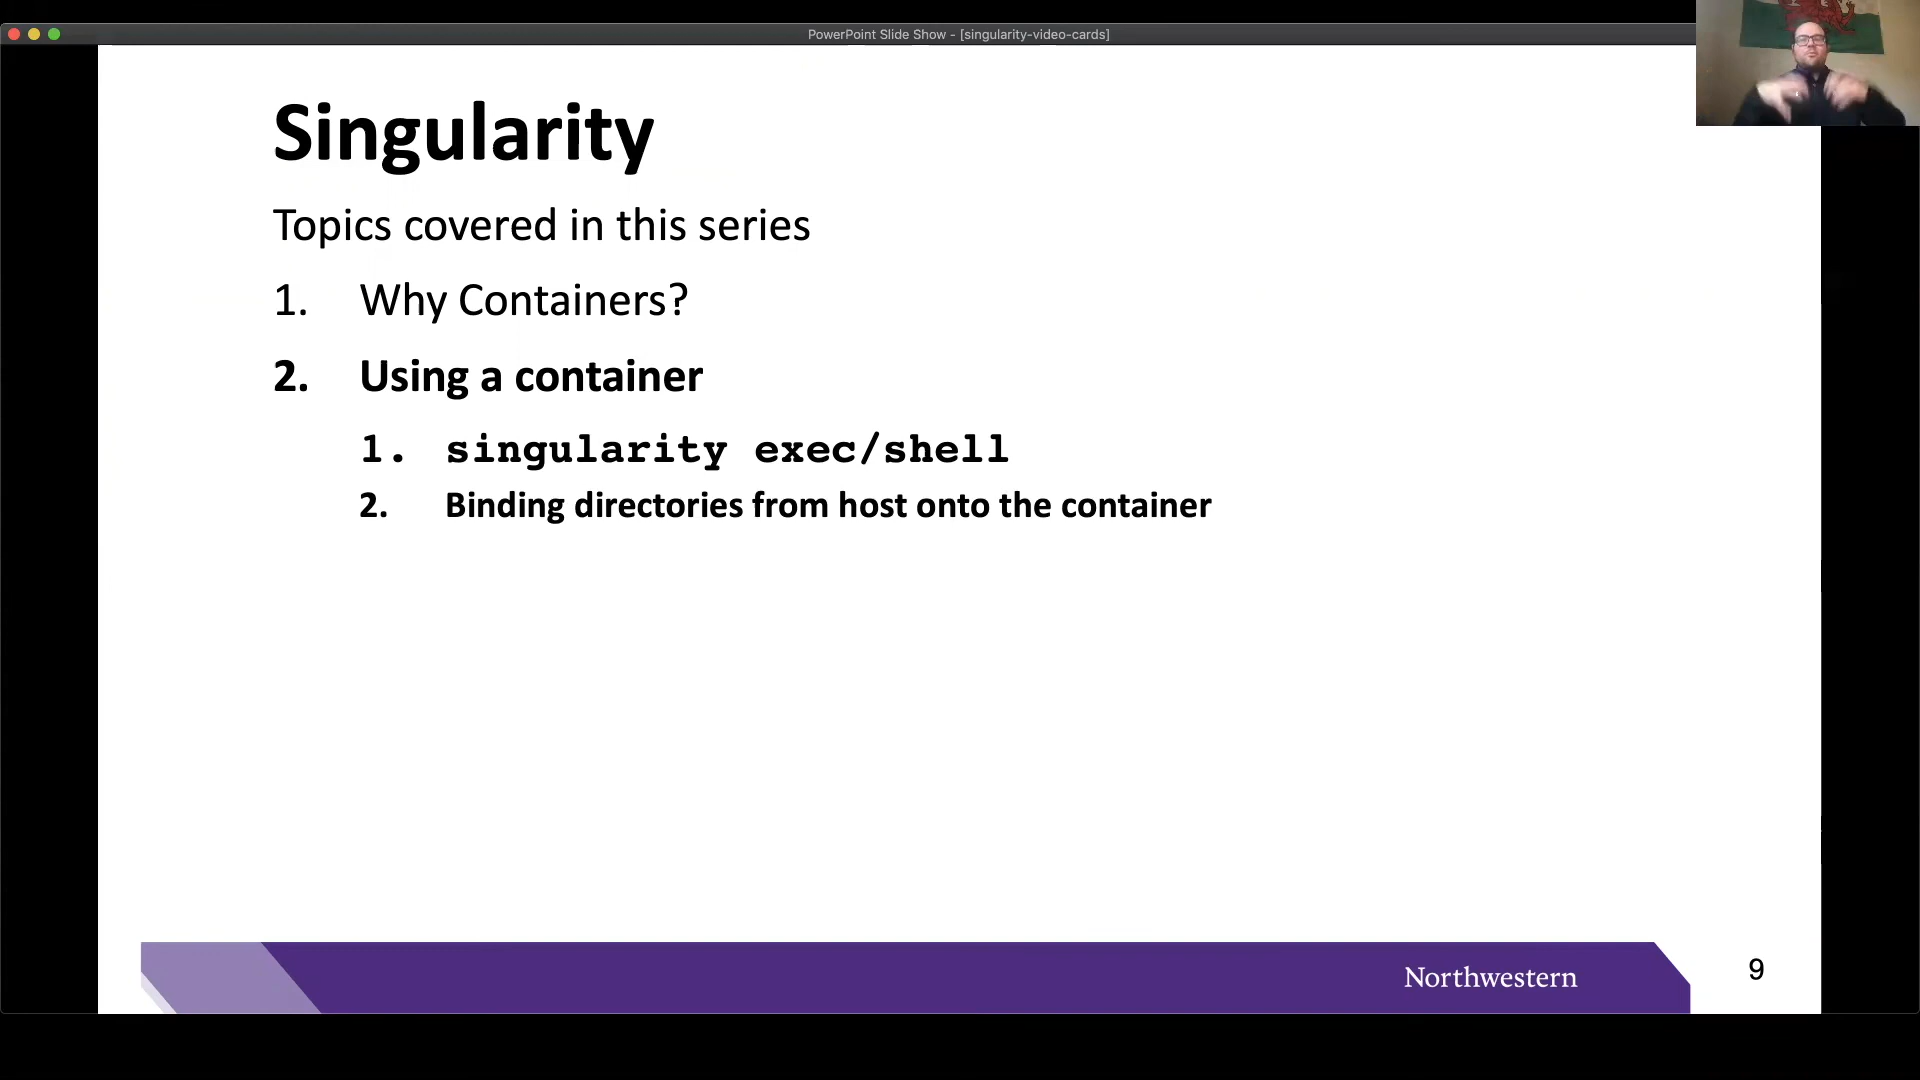 PowerPoint Slide Show - [singularity-video-cards]
Singularity
Topics covered in this series
1. Why Containers?
2. Using a container
1. singularity exec/shell
2. Binding directories from host onto the container
Northwestern
9